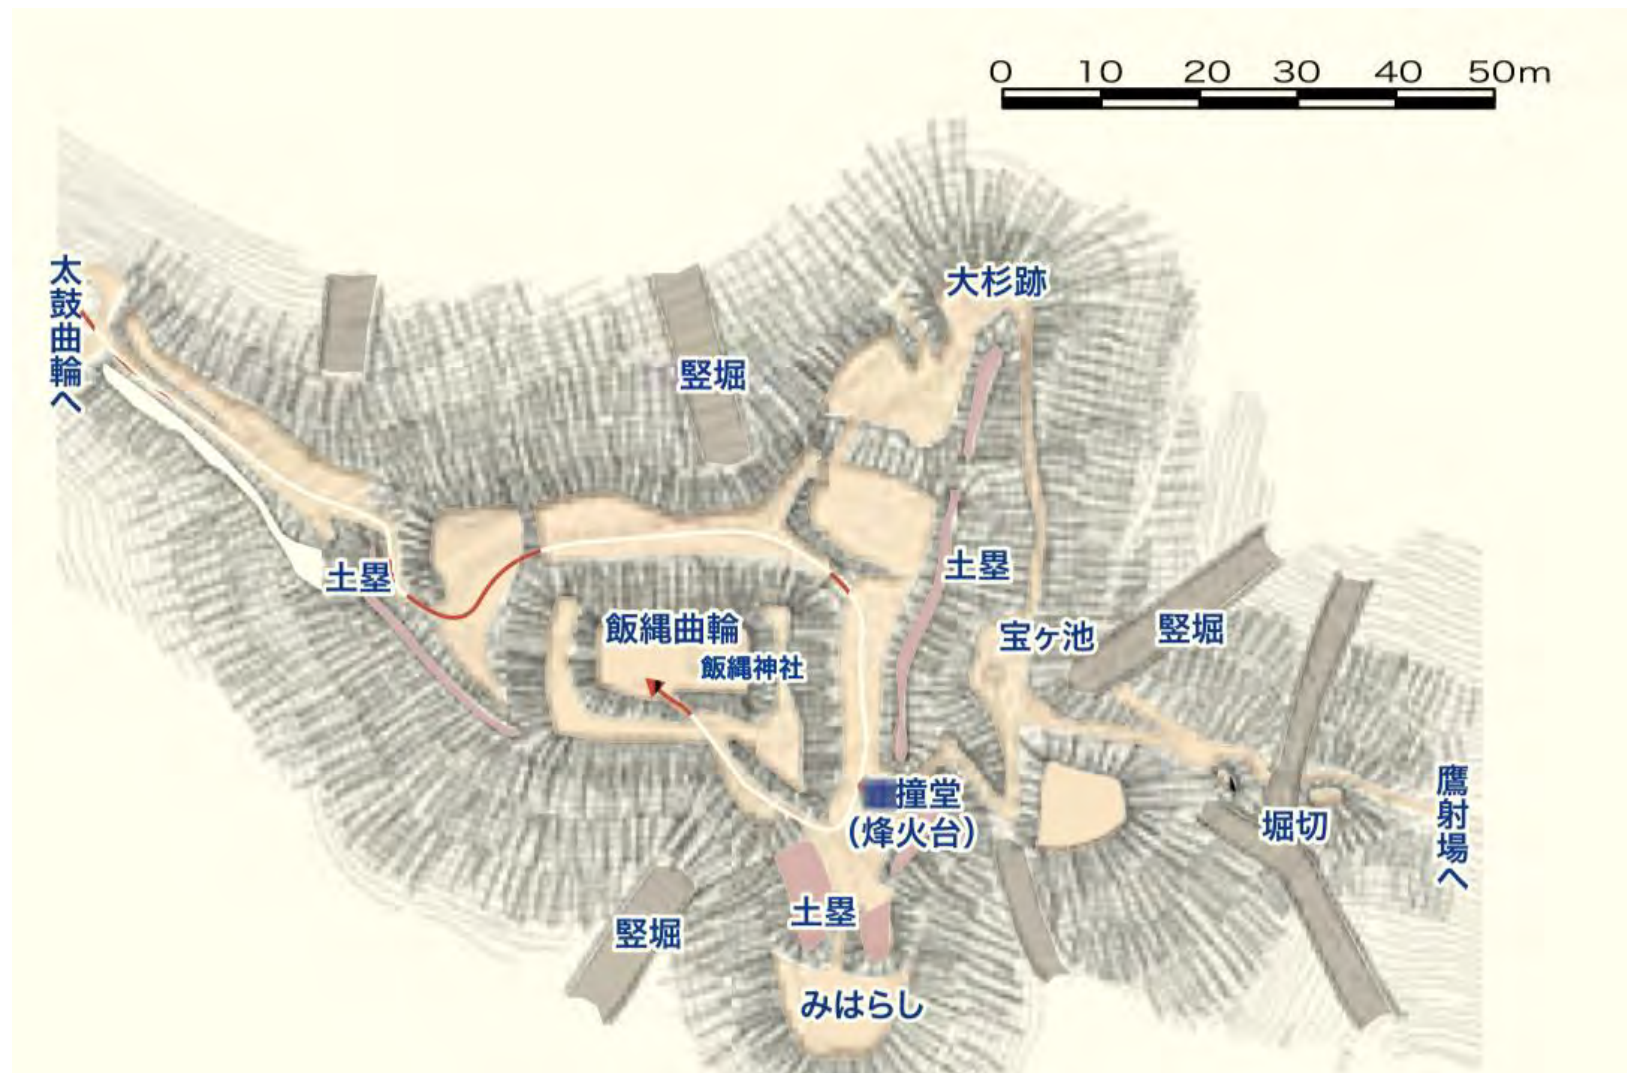 0 10 20 30 40 50m
大杉跡
太鼓曲輪へ
竪堀
土塁
土塁
飯縄曲輪
飯縄神社
宝ヶ池
竪堀
撞堂
(烽火台)
堀切
鷹射場へ
土塁
竪堀
みはらし